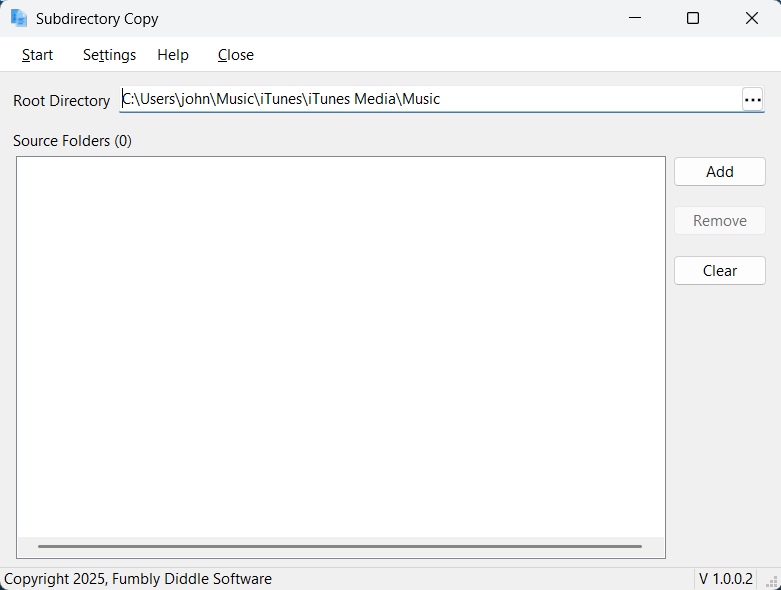 Subdirectory Copy
Start Settings Help Close
Root Directory C:\Users\john\Music\iTunes\iTunes Media\Music ...
Source Folders (0)
Add
Remove
Clear
Copyright 2025, Fumbly Diddle Software V 1.0.0.2